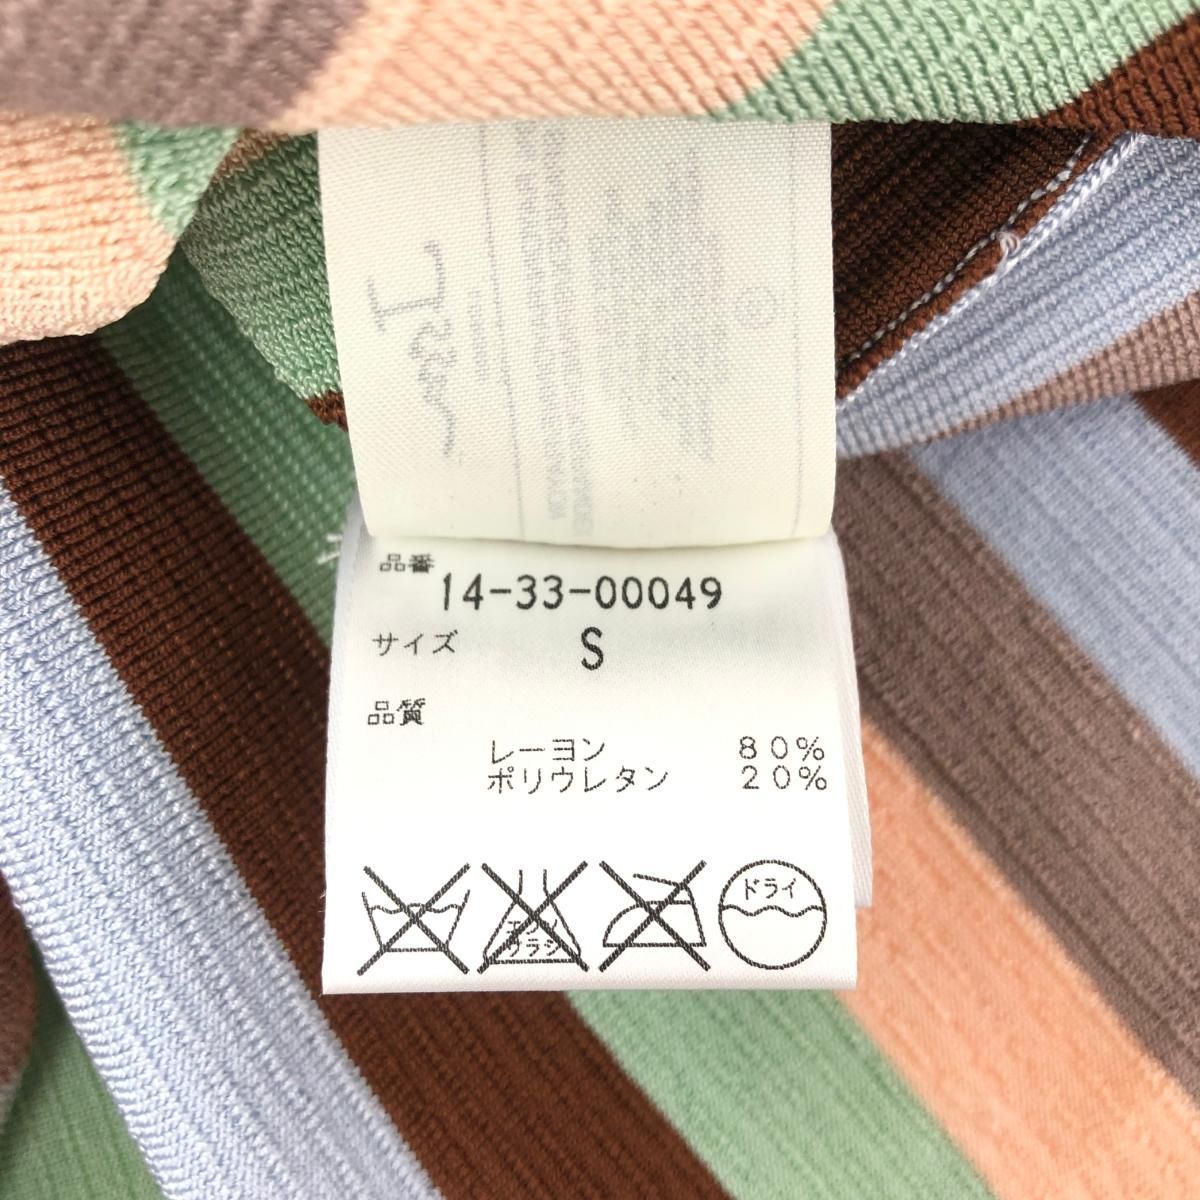 品番
14-33-00049
サイズ S
品質
レーヨン 80%
ポリウレタン 20%
ドライ